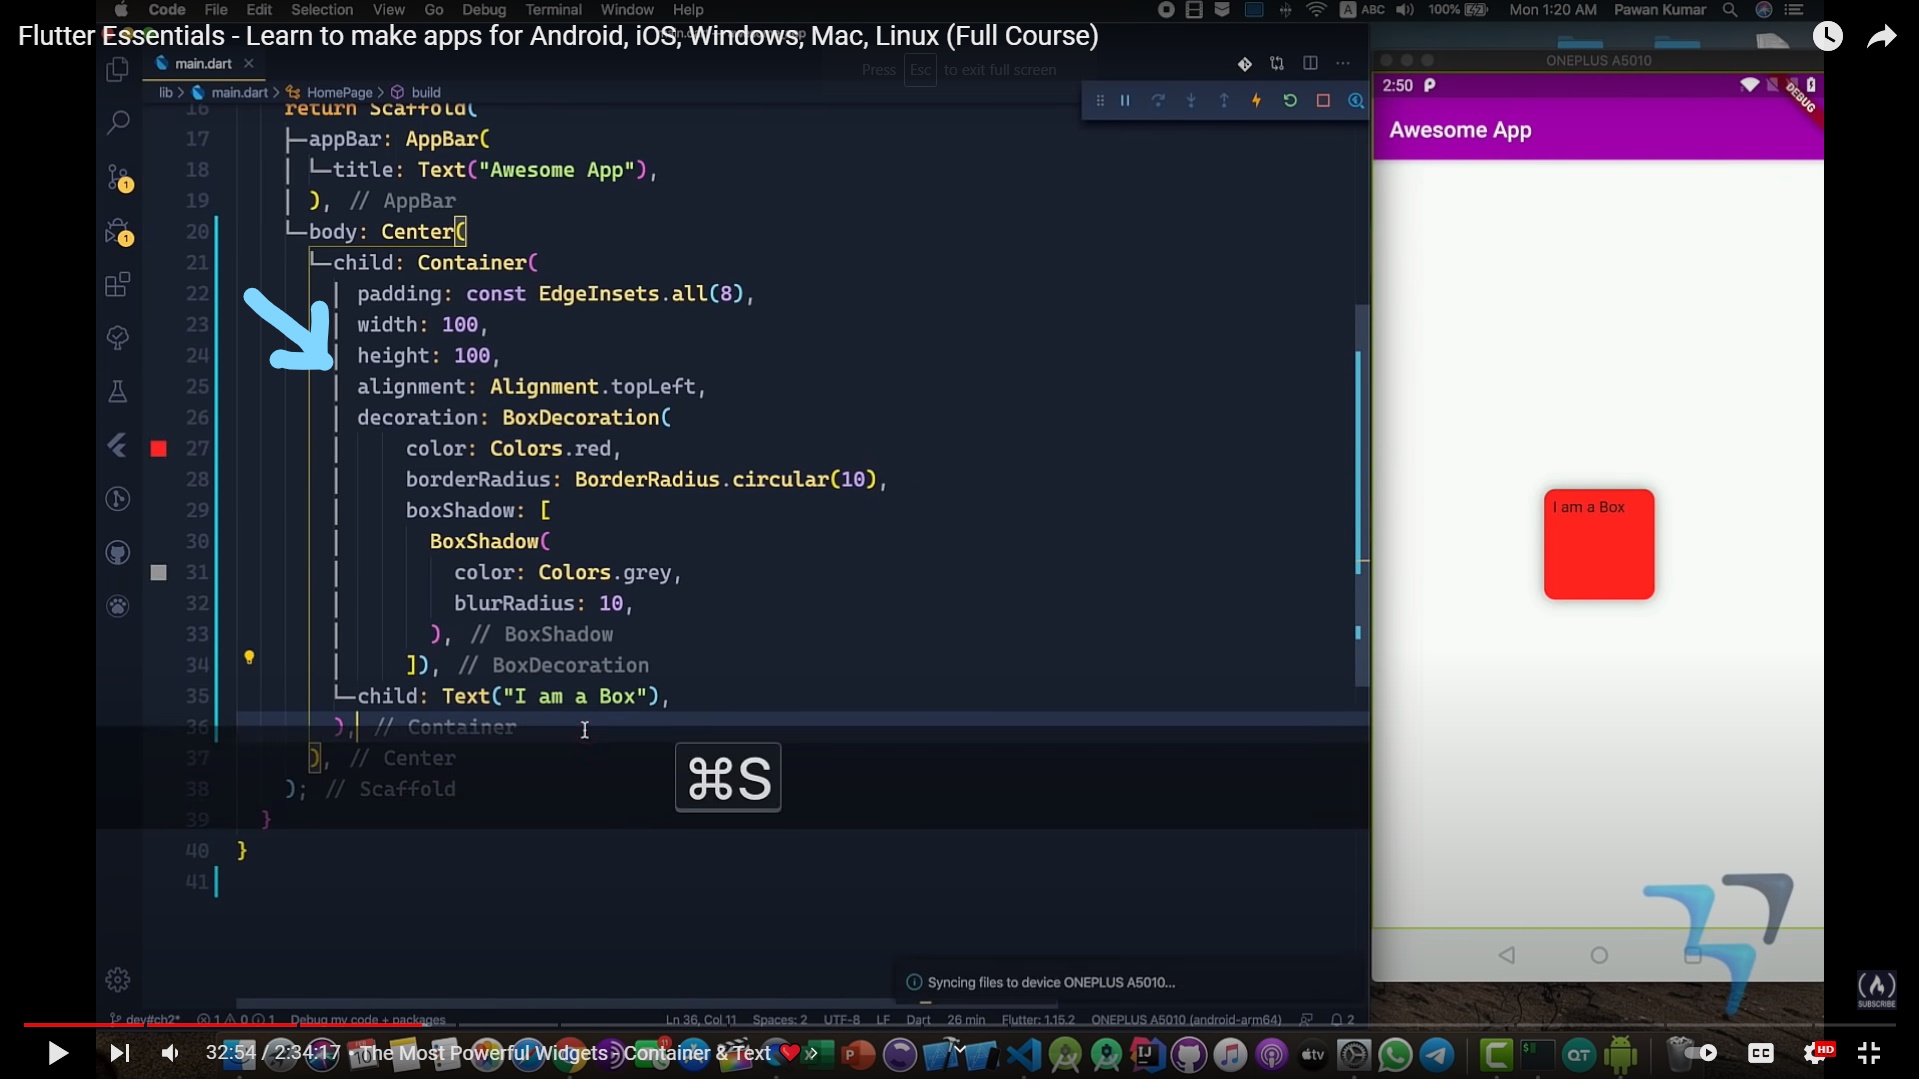 Code File Edit Selection View Go Debug Terminal Window Help ABC 100% Mon 1:20 AM Pawan Kumar
Flutter Essentials - Learn to make apps for Android, iOS, Windows, Mac, Linux (Full Course)
main.dart
Press Esc to exit full screen
lib > main.dart > HomePage > build
16 return Scaffold(
17 appBar: AppBar(
18 title: Text("Awesome App"),
19 ), // AppBar
20 body: Center(
21 child: Container(
22 padding: const EdgeInsets.all(8),
23 width: 100,
24 height: 100,
25 alignment: Alignment.topLeft,
26 decoration: BoxDecoration(
27 color: Colors.red,
28 borderRadius: BorderRadius.circular(10),
29 boxShadow: [
30 BoxShadow(
31 color: Colors.grey,
32 blurRadius: 10,
33 ), // BoxShadow
34 ]), // BoxDecoration
35 child: Text("I am a Box"),
36 ), // Container
37 ), // Center
38 ); // Scaffold
39 }
40 }
41
1
1
⌘S
ONEPLUS A5010
2:50
DEBUG
Awesome App
I am a Box
Syncing files to device ONEPLUS A5010...
SUBSCRIBE
dev#ch2* 1 0 1 Debug my code + packages Ln 36, Col 11 Spaces: 2 UTF-8 LF Dart 26 min Flutter: 1.15.2 ONEPLUS A5010 (android-arm64) 2
32:54 / 2:34:17 • The Most Powerful Widgets - Container & Text ❤️ >
tv
QT
CC
HD